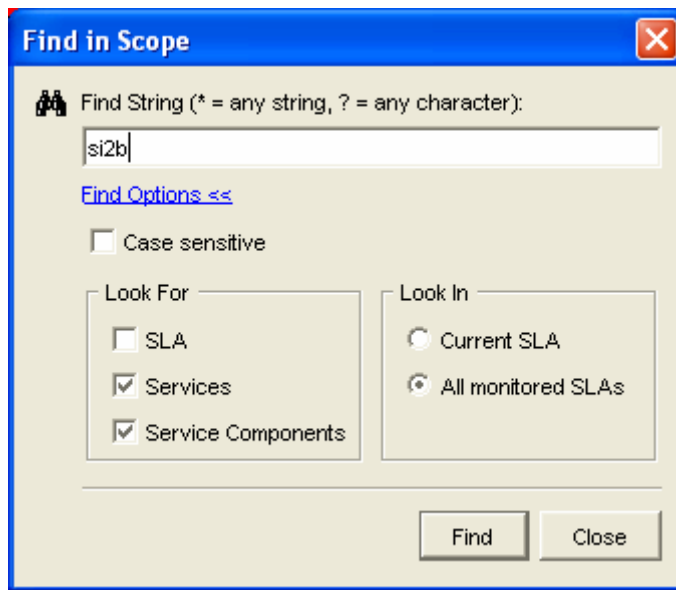 Find in Scope
Find String (* = any string, ? = any character):
si2b
Find Options <<
Case sensitive
Look For
SLA
Services
Service Components
Look In
Current SLA
All monitored SLAs
Find
Close